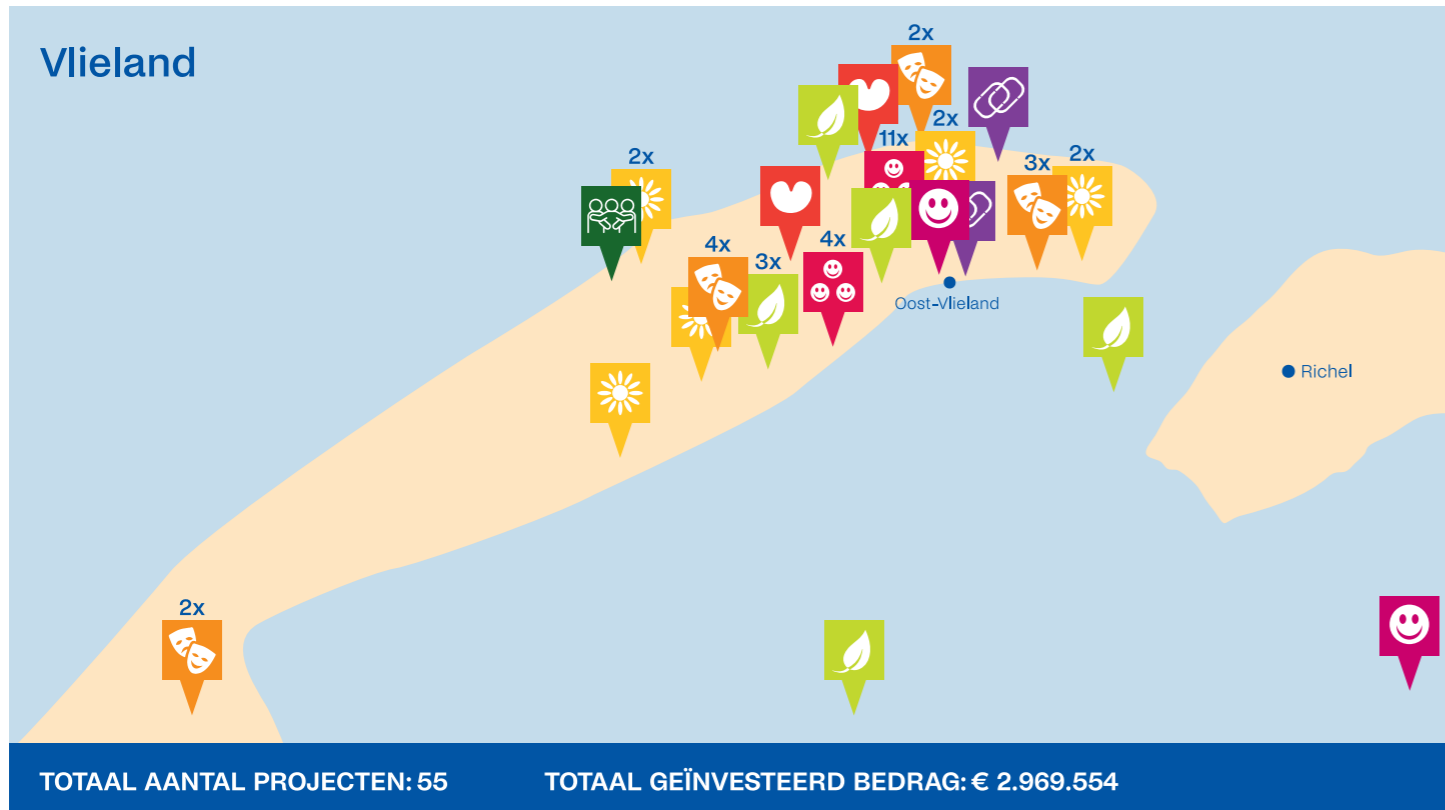 Vlieland
2x
2x
11x
2x
3x
2x
4x
3x
4x
Oost-Vlieland
Richel
2x
TOTAAL AANTAL PROJECTEN: 55
TOTAAL GEÏNVESTEERD BEDRAG: € 2.969.554